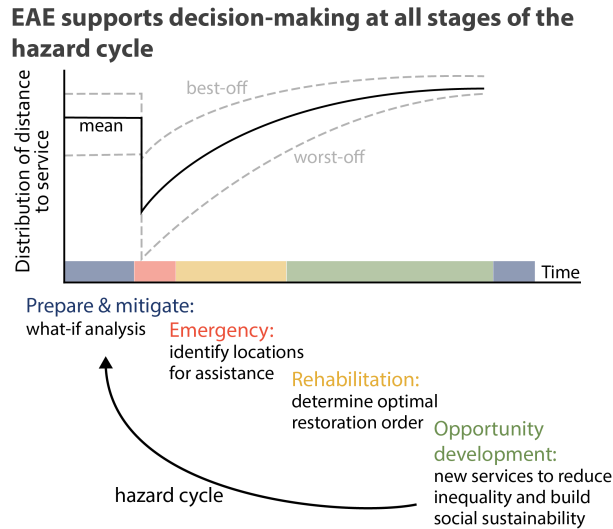 EAE supports decision-making at all stages of the
hazard cycle
Distribution of distance
to service
best-off
mean
worst-off
Time
Prepare & mitigate:
what-if analysis
Emergency:
identify locations
for assistance
Rehabilitation:
determine optimal
restoration order
Opportunity
development:
new services to reduce
inequality and build
social sustainability
hazard cycle